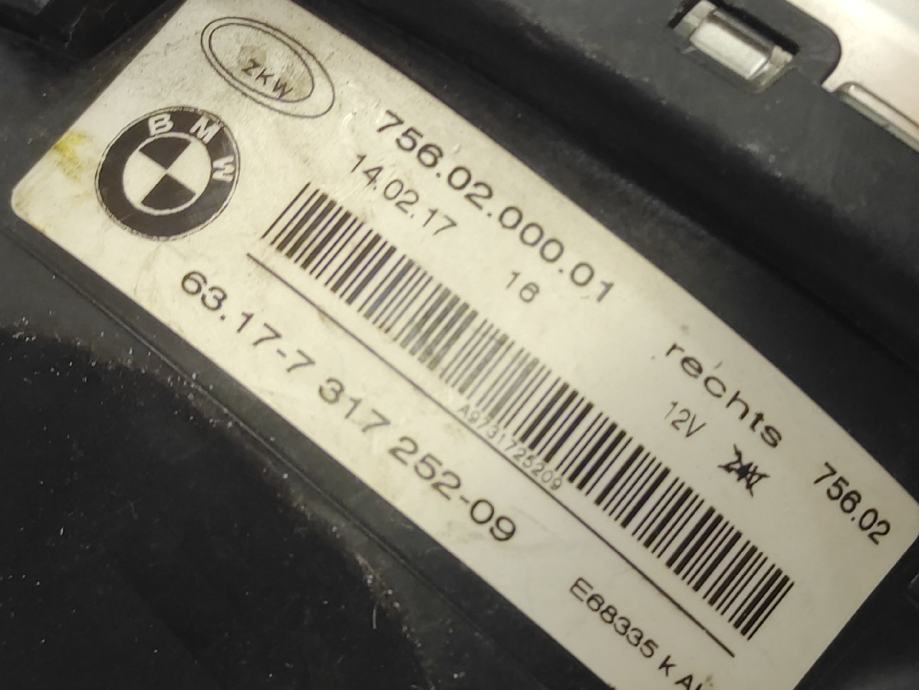 ZKW
BMW
756.02.000.01
14.02.17
16
rechts
12V
756.02
A9731725209
63.17-7 317 252-09
E68335 K